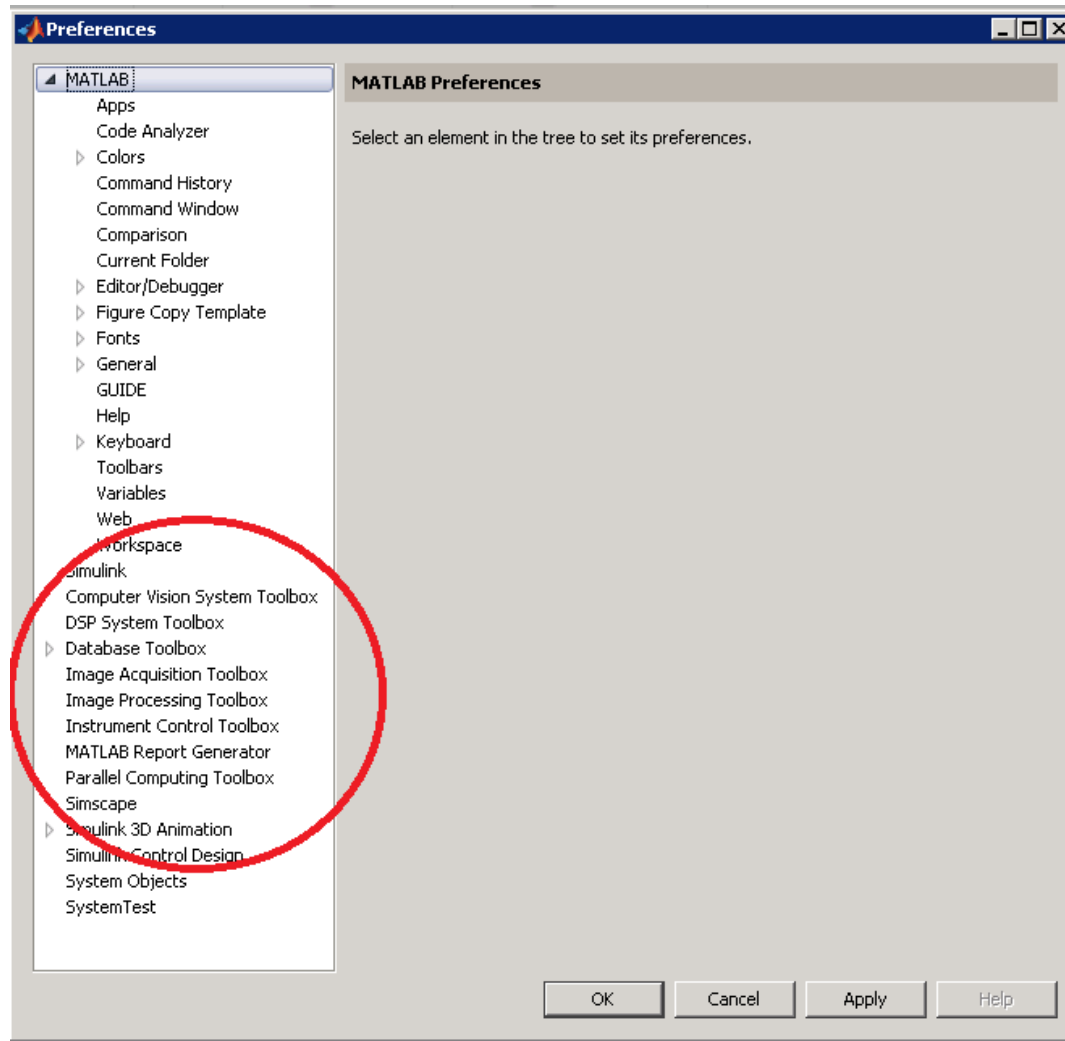 Preferences
MATLAB
Apps
Code Analyzer
Colors
Command History
Command Window
Comparison
Current Folder
Editor/Debugger
Figure Copy Template
Fonts
General
GUIDE
Help
Keyboard
Toolbars
Variables
Web
Workspace
Simulink
Computer Vision System Toolbox
DSP System Toolbox
Database Toolbox
Image Acquisition Toolbox
Image Processing Toolbox
Instrument Control Toolbox
MATLAB Report Generator
Parallel Computing Toolbox
Simscape
Simulink 3D Animation
Simulink Control Design
System Objects
SystemTest
MATLAB Preferences
Select an element in the tree to set its preferences.
OK Cancel Apply Help